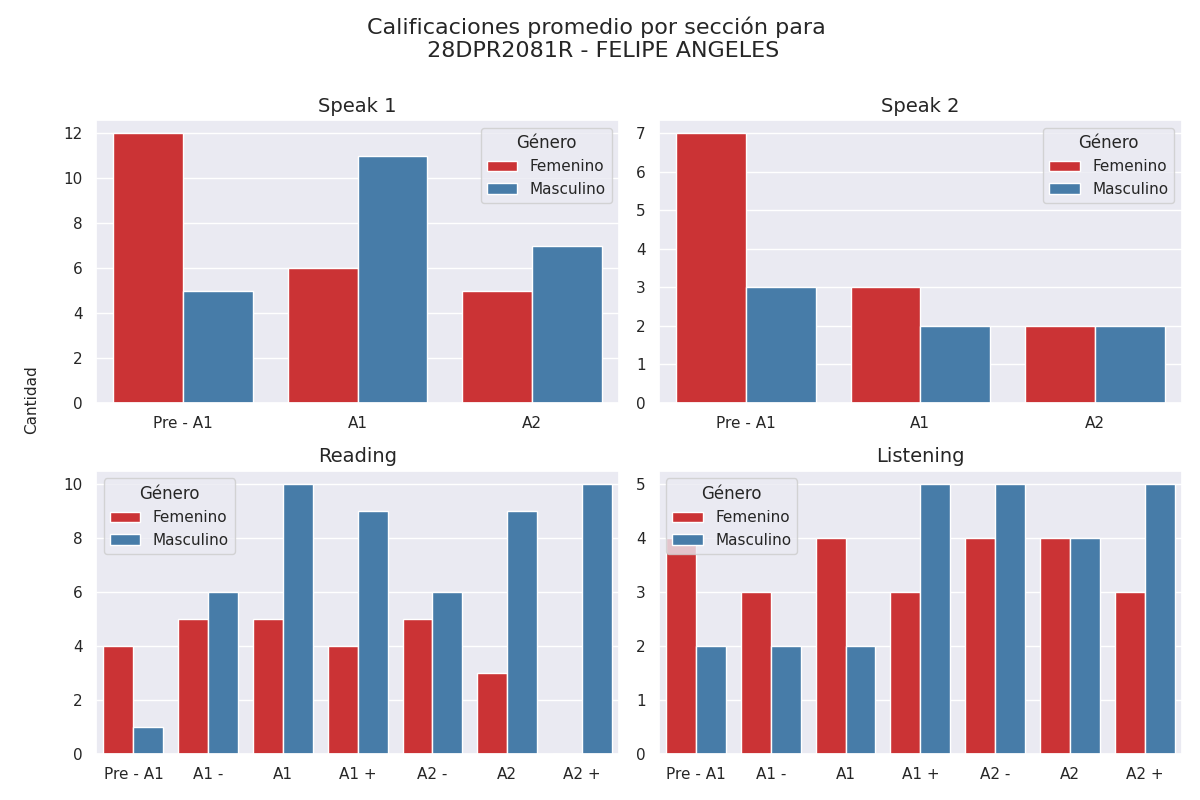 Calificaciones promedio por sección para
28DPR2081R - FELIPE ANGELES
Cantidad
Speak 1
12
10
8
6
4
2
0
Género
Femenino
Masculino
Pre - A1 A1 A2
Speak 2
7
6
5
4
3
2
1
0
Género
Femenino
Masculino
Pre - A1 A1 A2
Reading
10
8
6
4
2
0
Género
Femenino
Masculino
Pre - A1 A1 - A1 A1 + A2 - A2 A2 +
Listening
5
4
3
2
1
0
Género
Femenino
Masculino
Pre - A1 A1 - A1 A1 + A2 - A2 A2 +